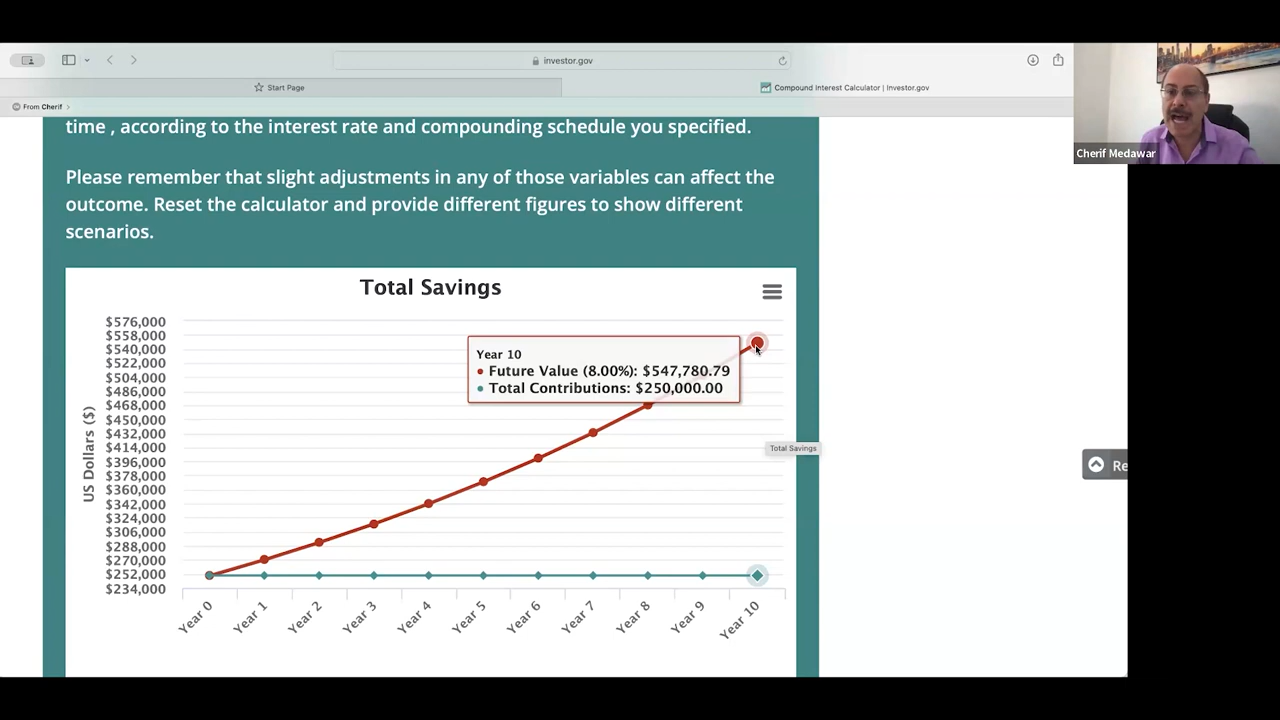 investor.gov
Start Page
Compound Interest Calculator | Investor.gov
From Cherif
Cherif Medawar
time , according to the interest rate and compounding schedule you specified.
Please remember that slight adjustments in any of those variables can affect the
outcome. Reset the calculator and provide different figures to show different
scenarios.
Total Savings
US Dollars ($)
$576,000
$558,000
$540,000
$522,000
$504,000
$486,000
$468,000
$450,000
$432,000
$414,000
$396,000
$378,000
$360,000
$342,000
$324,000
$306,000
$288,000
$270,000
$252,000
$234,000
Year 10
Future Value (8.00%): $547,780.79
Total Contributions: $250,000.00
Total Savings
Re
Year 0
Year 1
Year 2
Year 3
Year 4
Year 5
Year 6
Year 7
Year 8
Year 9
Year 10